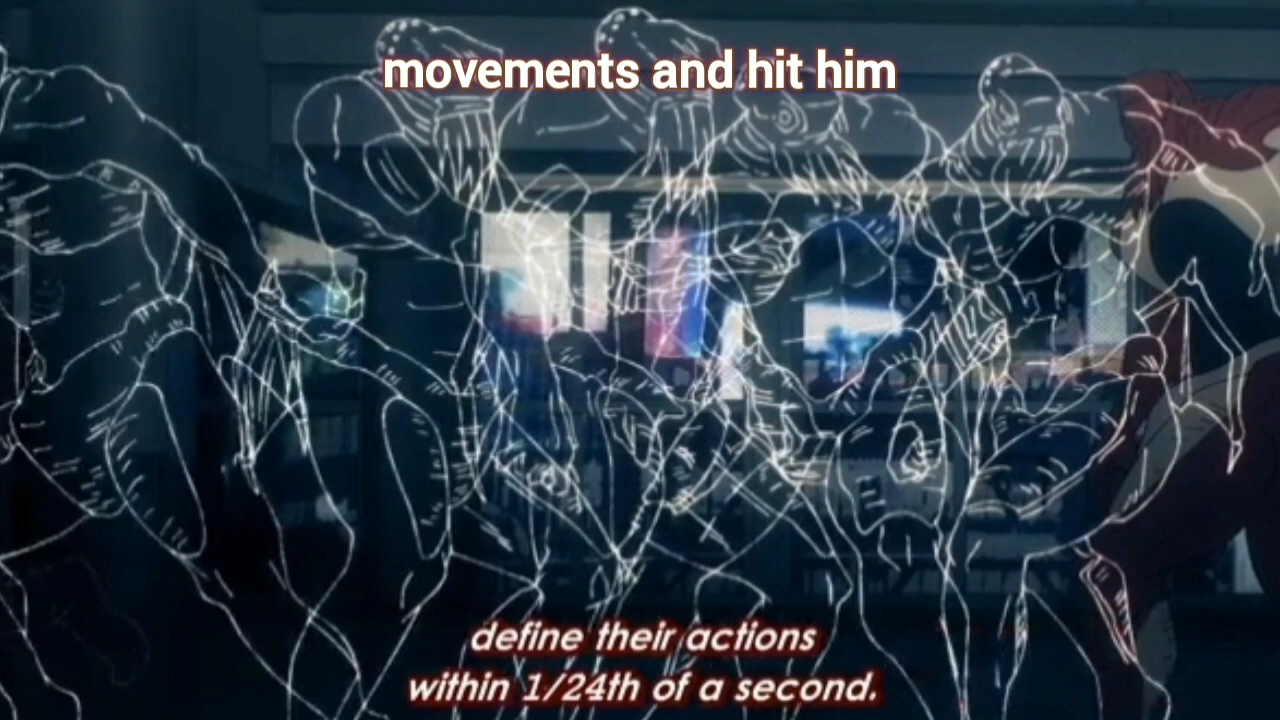 movements and hit him
define their actions
within 1/24th of a second.